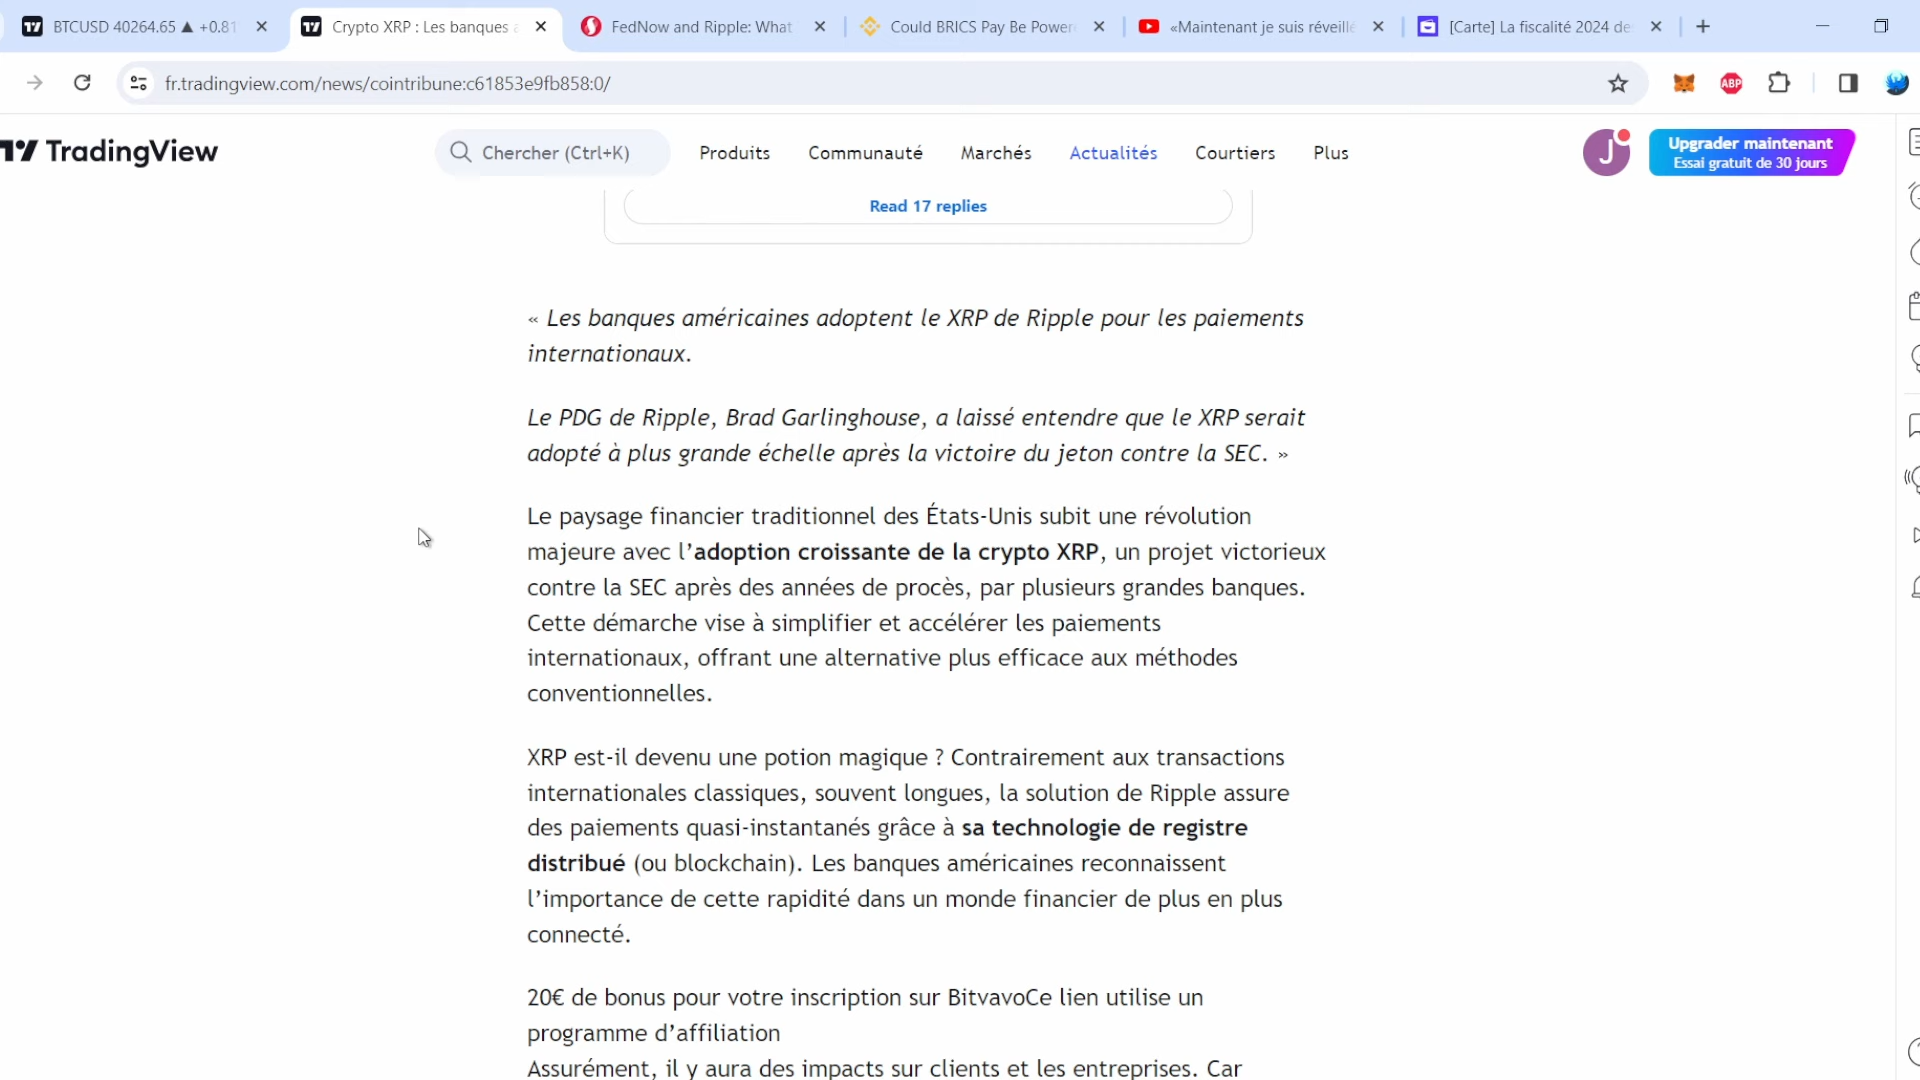 BTCUSD 40264.65 ▲ +0.81
Crypto XRP : Les banques a
FedNow and Ripple: What
Could BRICS Pay Be Power
«Maintenant je suis réveillé
[Carte] La fiscalité 2024 de
fr.tradingview.com/news/cointribune:c61853e9fb858:0/
ABP
TradingView
Chercher (Ctrl+K)
Produits
Communauté
Marchés
Actualités
Courtiers
Plus
J
Upgrader maintenant
Essai gratuit de 30 jours
Read 17 replies
« Les banques américaines adoptent le XRP de Ripple pour les paiements
internationaux.
Le PDG de Ripple, Brad Garlinghouse, a laissé entendre que le XRP serait
adopté à plus grande échelle après la victoire du jeton contre la SEC. »
Le paysage financier traditionnel des États-Unis subit une révolution
majeure avec l’adoption croissante de la crypto XRP, un projet victorieux
contre la SEC après des années de procès, par plusieurs grandes banques.
Cette démarche vise à simplifier et accélérer les paiements
internationaux, offrant une alternative plus efficace aux méthodes
conventionnelles.
XRP est-il devenu une potion magique ? Contrairement aux transactions
internationales classiques, souvent longues, la solution de Ripple assure
des paiements quasi-instantanés grâce à sa technologie de registre
distribué (ou blockchain). Les banques américaines reconnaissent
l’importance de cette rapidité dans un monde financier de plus en plus
connecté.
20€ de bonus pour votre inscription sur BitvavoCe lien utilise un
programme d’affiliation
Assurément, il y aura des impacts sur clients et les entreprises. Car